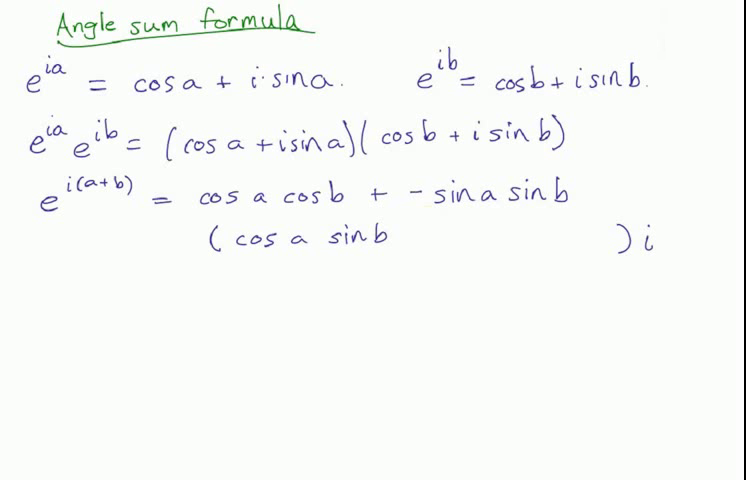 Angle sum formula
e^{ia} = cos a + i·sin a. e^{ib} = cos b + i sin b.
e^{ia} e^{ib} = (cos a + i sin a)(cos b + i sin b)
e^{i(a+b)} = cos a cos b + - sin a sin b
(cos a sin b ) i